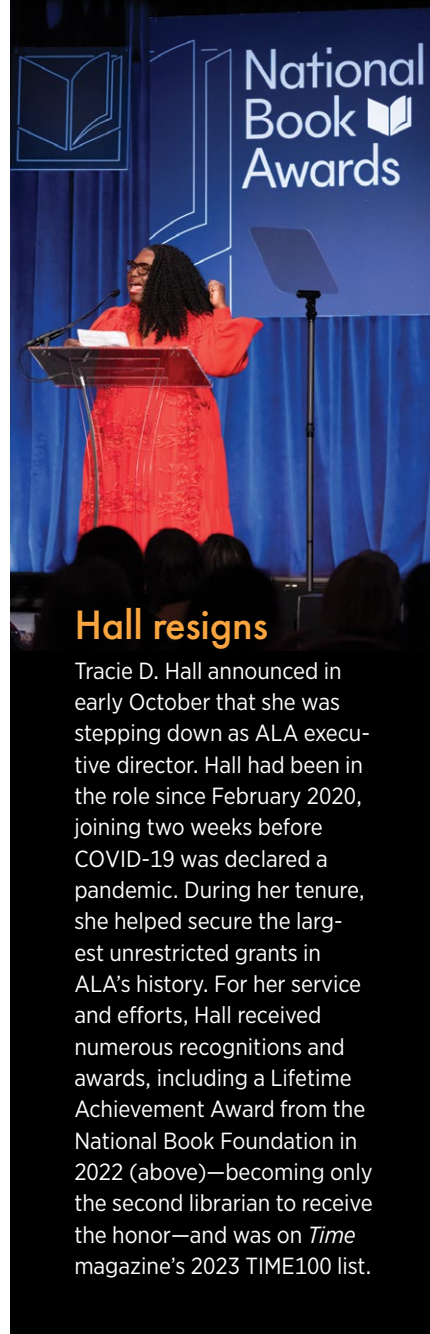 National
Book
Awards
Hall resigns
Tracie D. Hall announced in
early October that she was
stepping down as ALA execu-
tive director. Hall had been in
the role since February 2020,
joining two weeks before
COVID-19 was declared a
pandemic. During her tenure,
she helped secure the larg-
est unrestricted grants in
ALA’s history. For her service
and efforts, Hall received
numerous recognitions and
awards, including a Lifetime
Achievement Award from the
National Book Foundation in
2022 (above)—becoming only
the second librarian to receive
the honor—and was on Time
magazine’s 2023 TIME100 list.